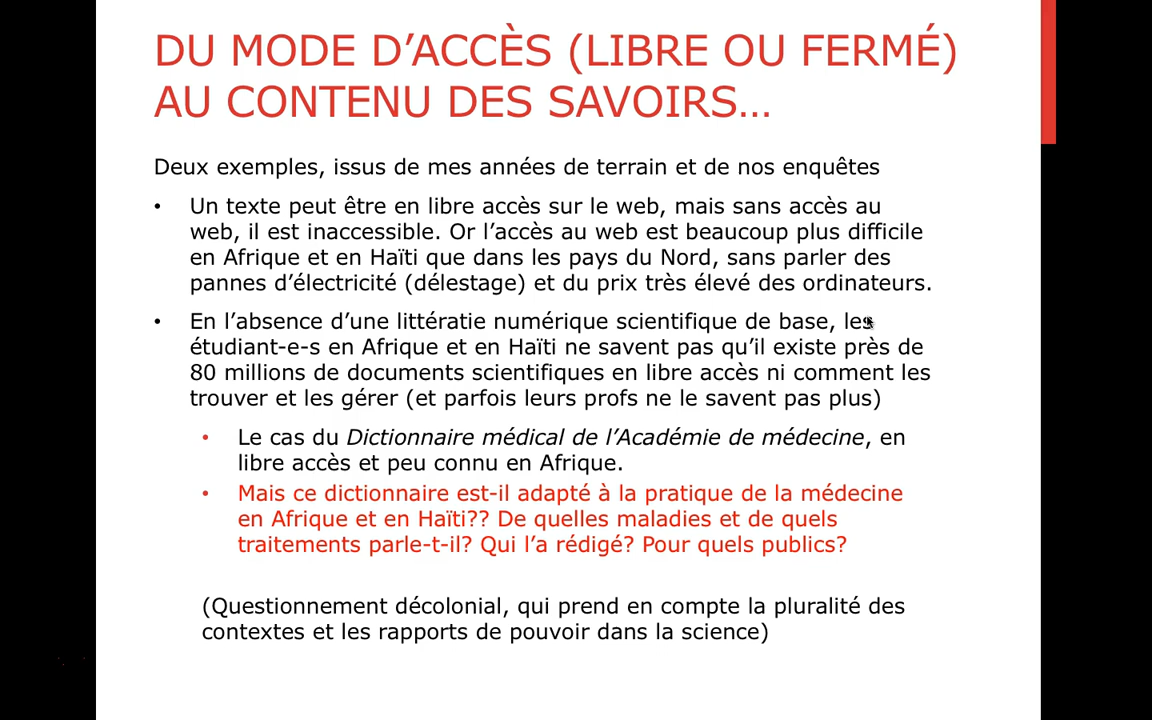 DU MODE D’ACCÈS (LIBRE OU FERMÉ)
AU CONTENU DES SAVOIRS…
Deux exemples, issus de mes années de terrain et de nos enquêtes
• Un texte peut être en libre accès sur le web, mais sans accès au
web, il est inaccessible. Or l’accès au web est beaucoup plus difficile
en Afrique et en Haïti que dans les pays du Nord, sans parler des
pannes d’électricité (délestage) et du prix très élevé des ordinateurs.
• En l’absence d’une littératie numérique scientifique de base, les
étudiant-e-s en Afrique et en Haïti ne savent pas qu’il existe près de
80 millions de documents scientifiques en libre accès ni comment les
trouver et les gérer (et parfois leurs profs ne le savent pas plus)
• Le cas du Dictionnaire médical de l’Académie de médecine, en
libre accès et peu connu en Afrique.
• Mais ce dictionnaire est-il adapté à la pratique de la médecine
en Afrique et en Haïti?? De quelles maladies et de quels
traitements parle-t-il? Qui l’a rédigé? Pour quels publics?
(Questionnement décolonial, qui prend en compte la pluralité des
contextes et les rapports de pouvoir dans la science)